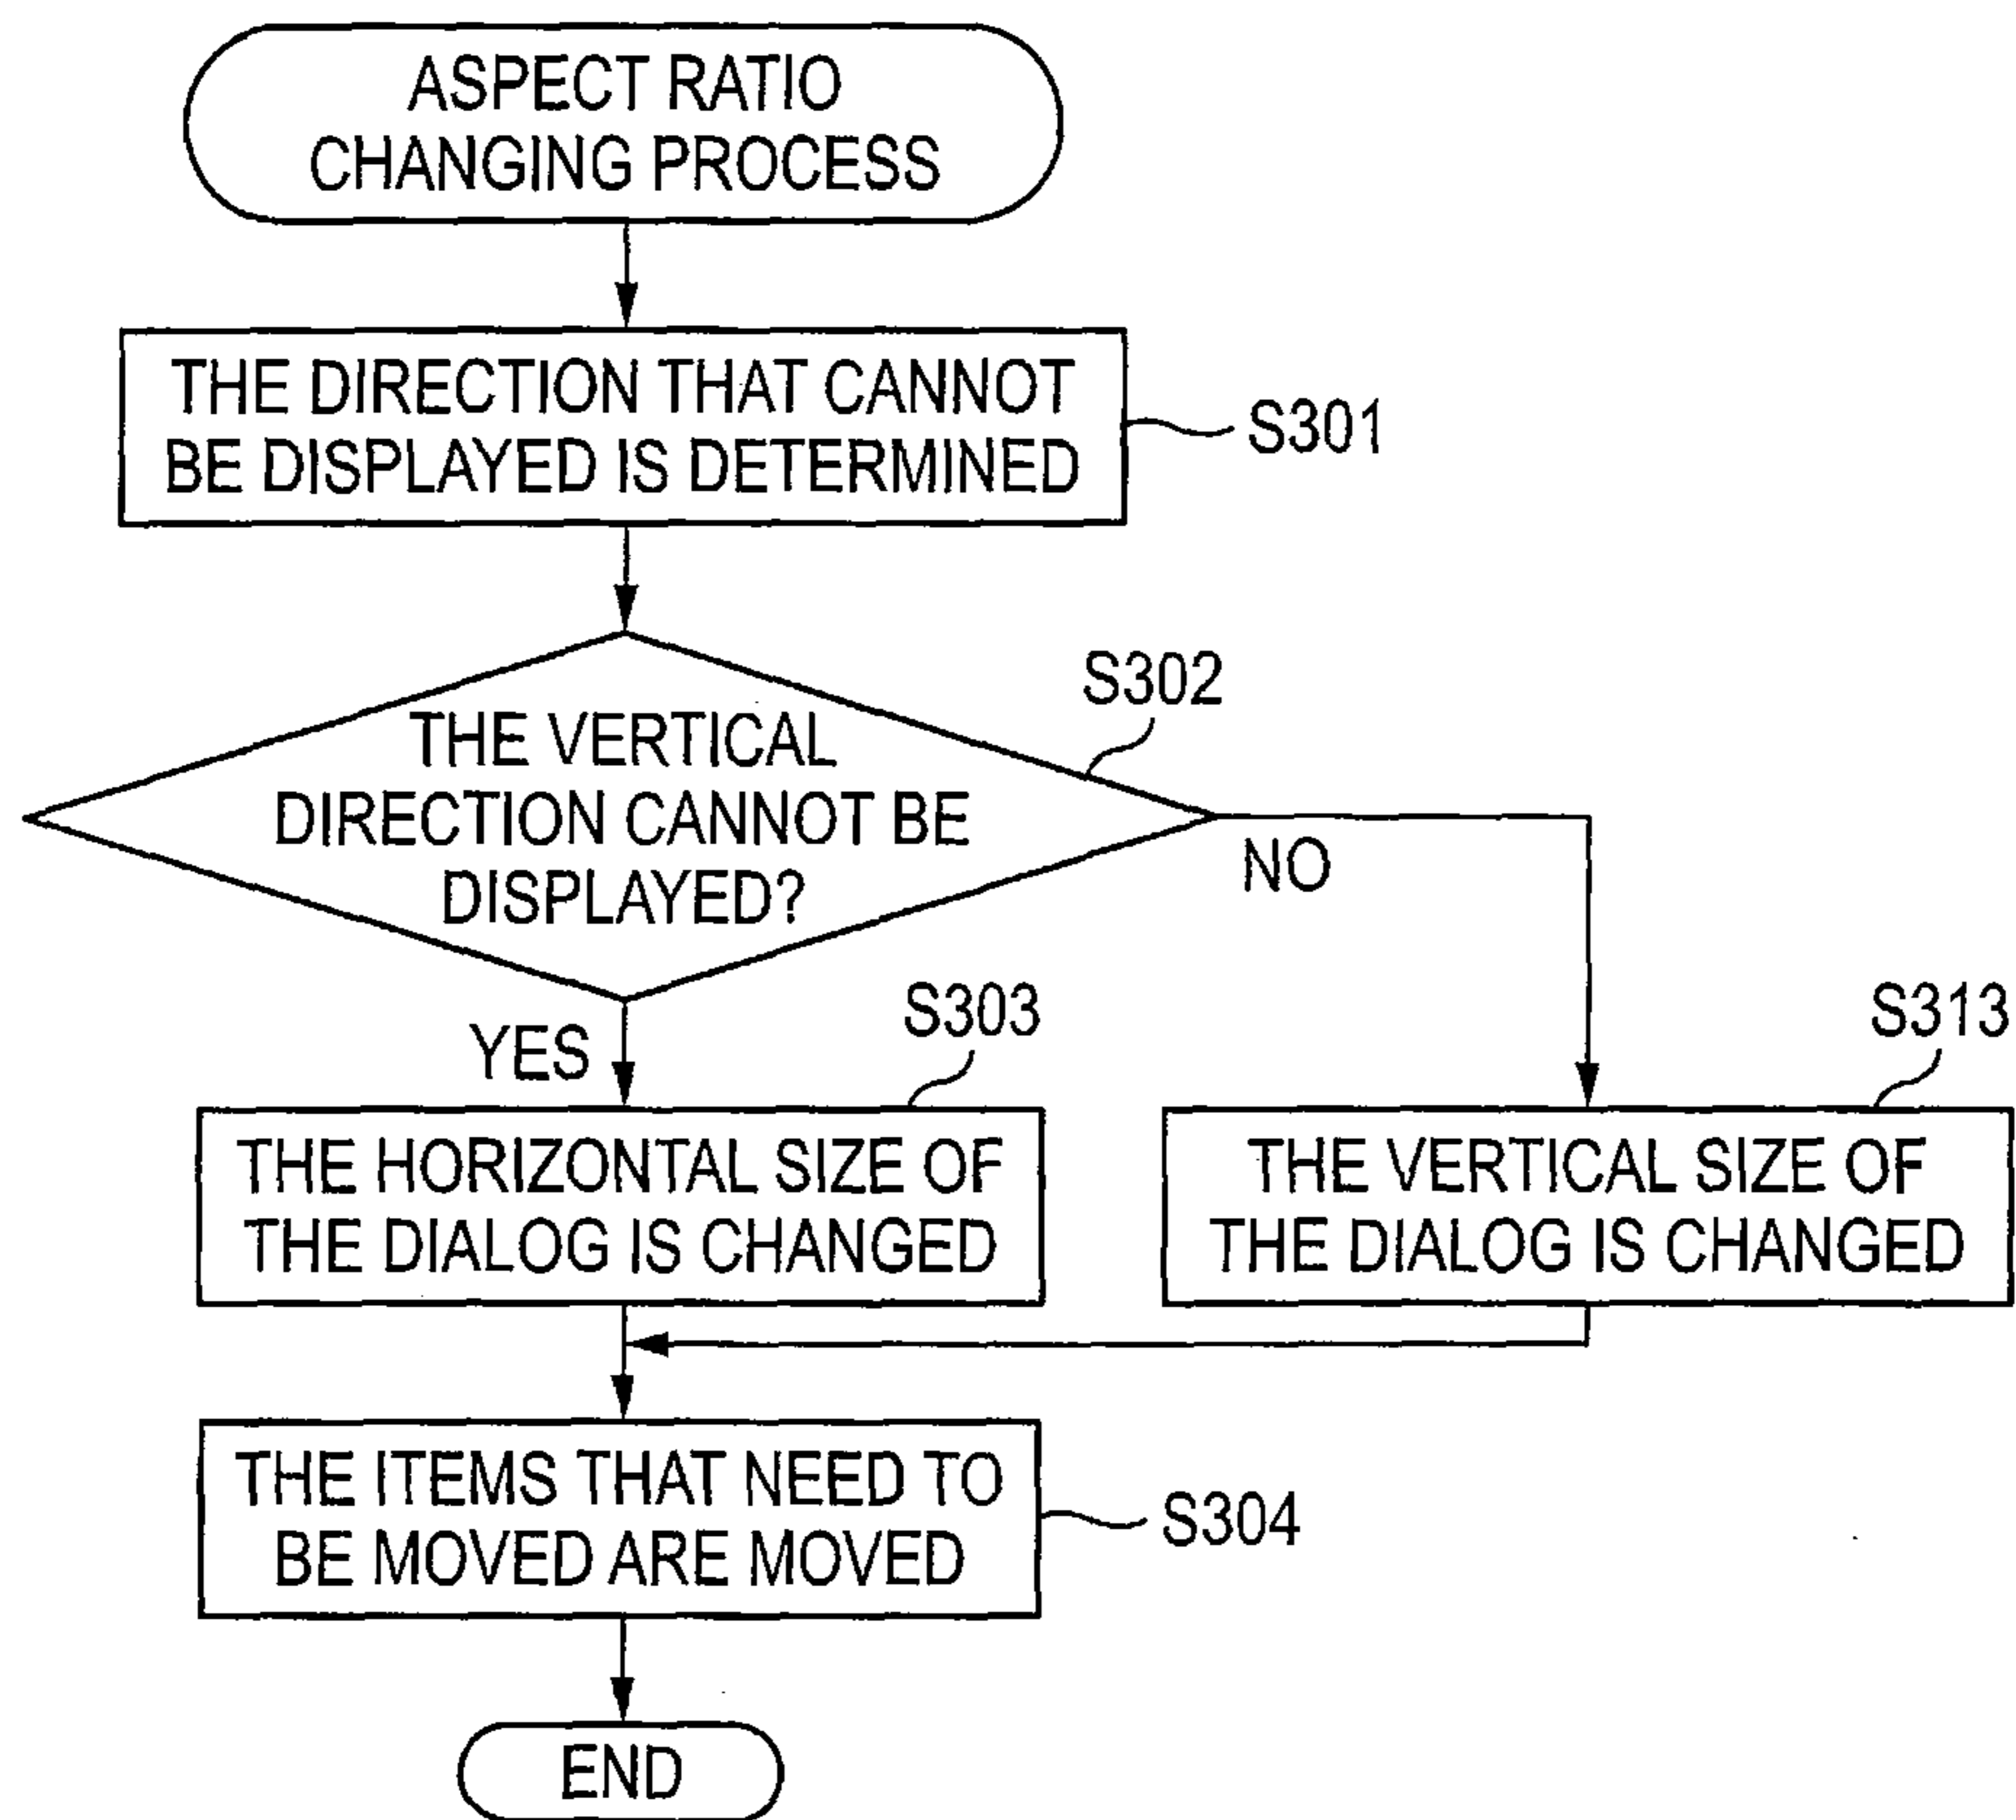 ASPECT RATIO
CHANGING PROCESS
THE DIRECTION THAT CANNOT
BE DISPLAYED IS DETERMINED
S301
S302
THE VERTICAL
DIRECTION CANNOT BE
DISPLAYED?
NO
YES
S303
S313
THE HORIZONTAL SIZE OF
THE DIALOG IS CHANGED
THE VERTICAL SIZE OF
THE DIALOG IS CHANGED
THE ITEMS THAT NEED TO
BE MOVED ARE MOVED
S304
END